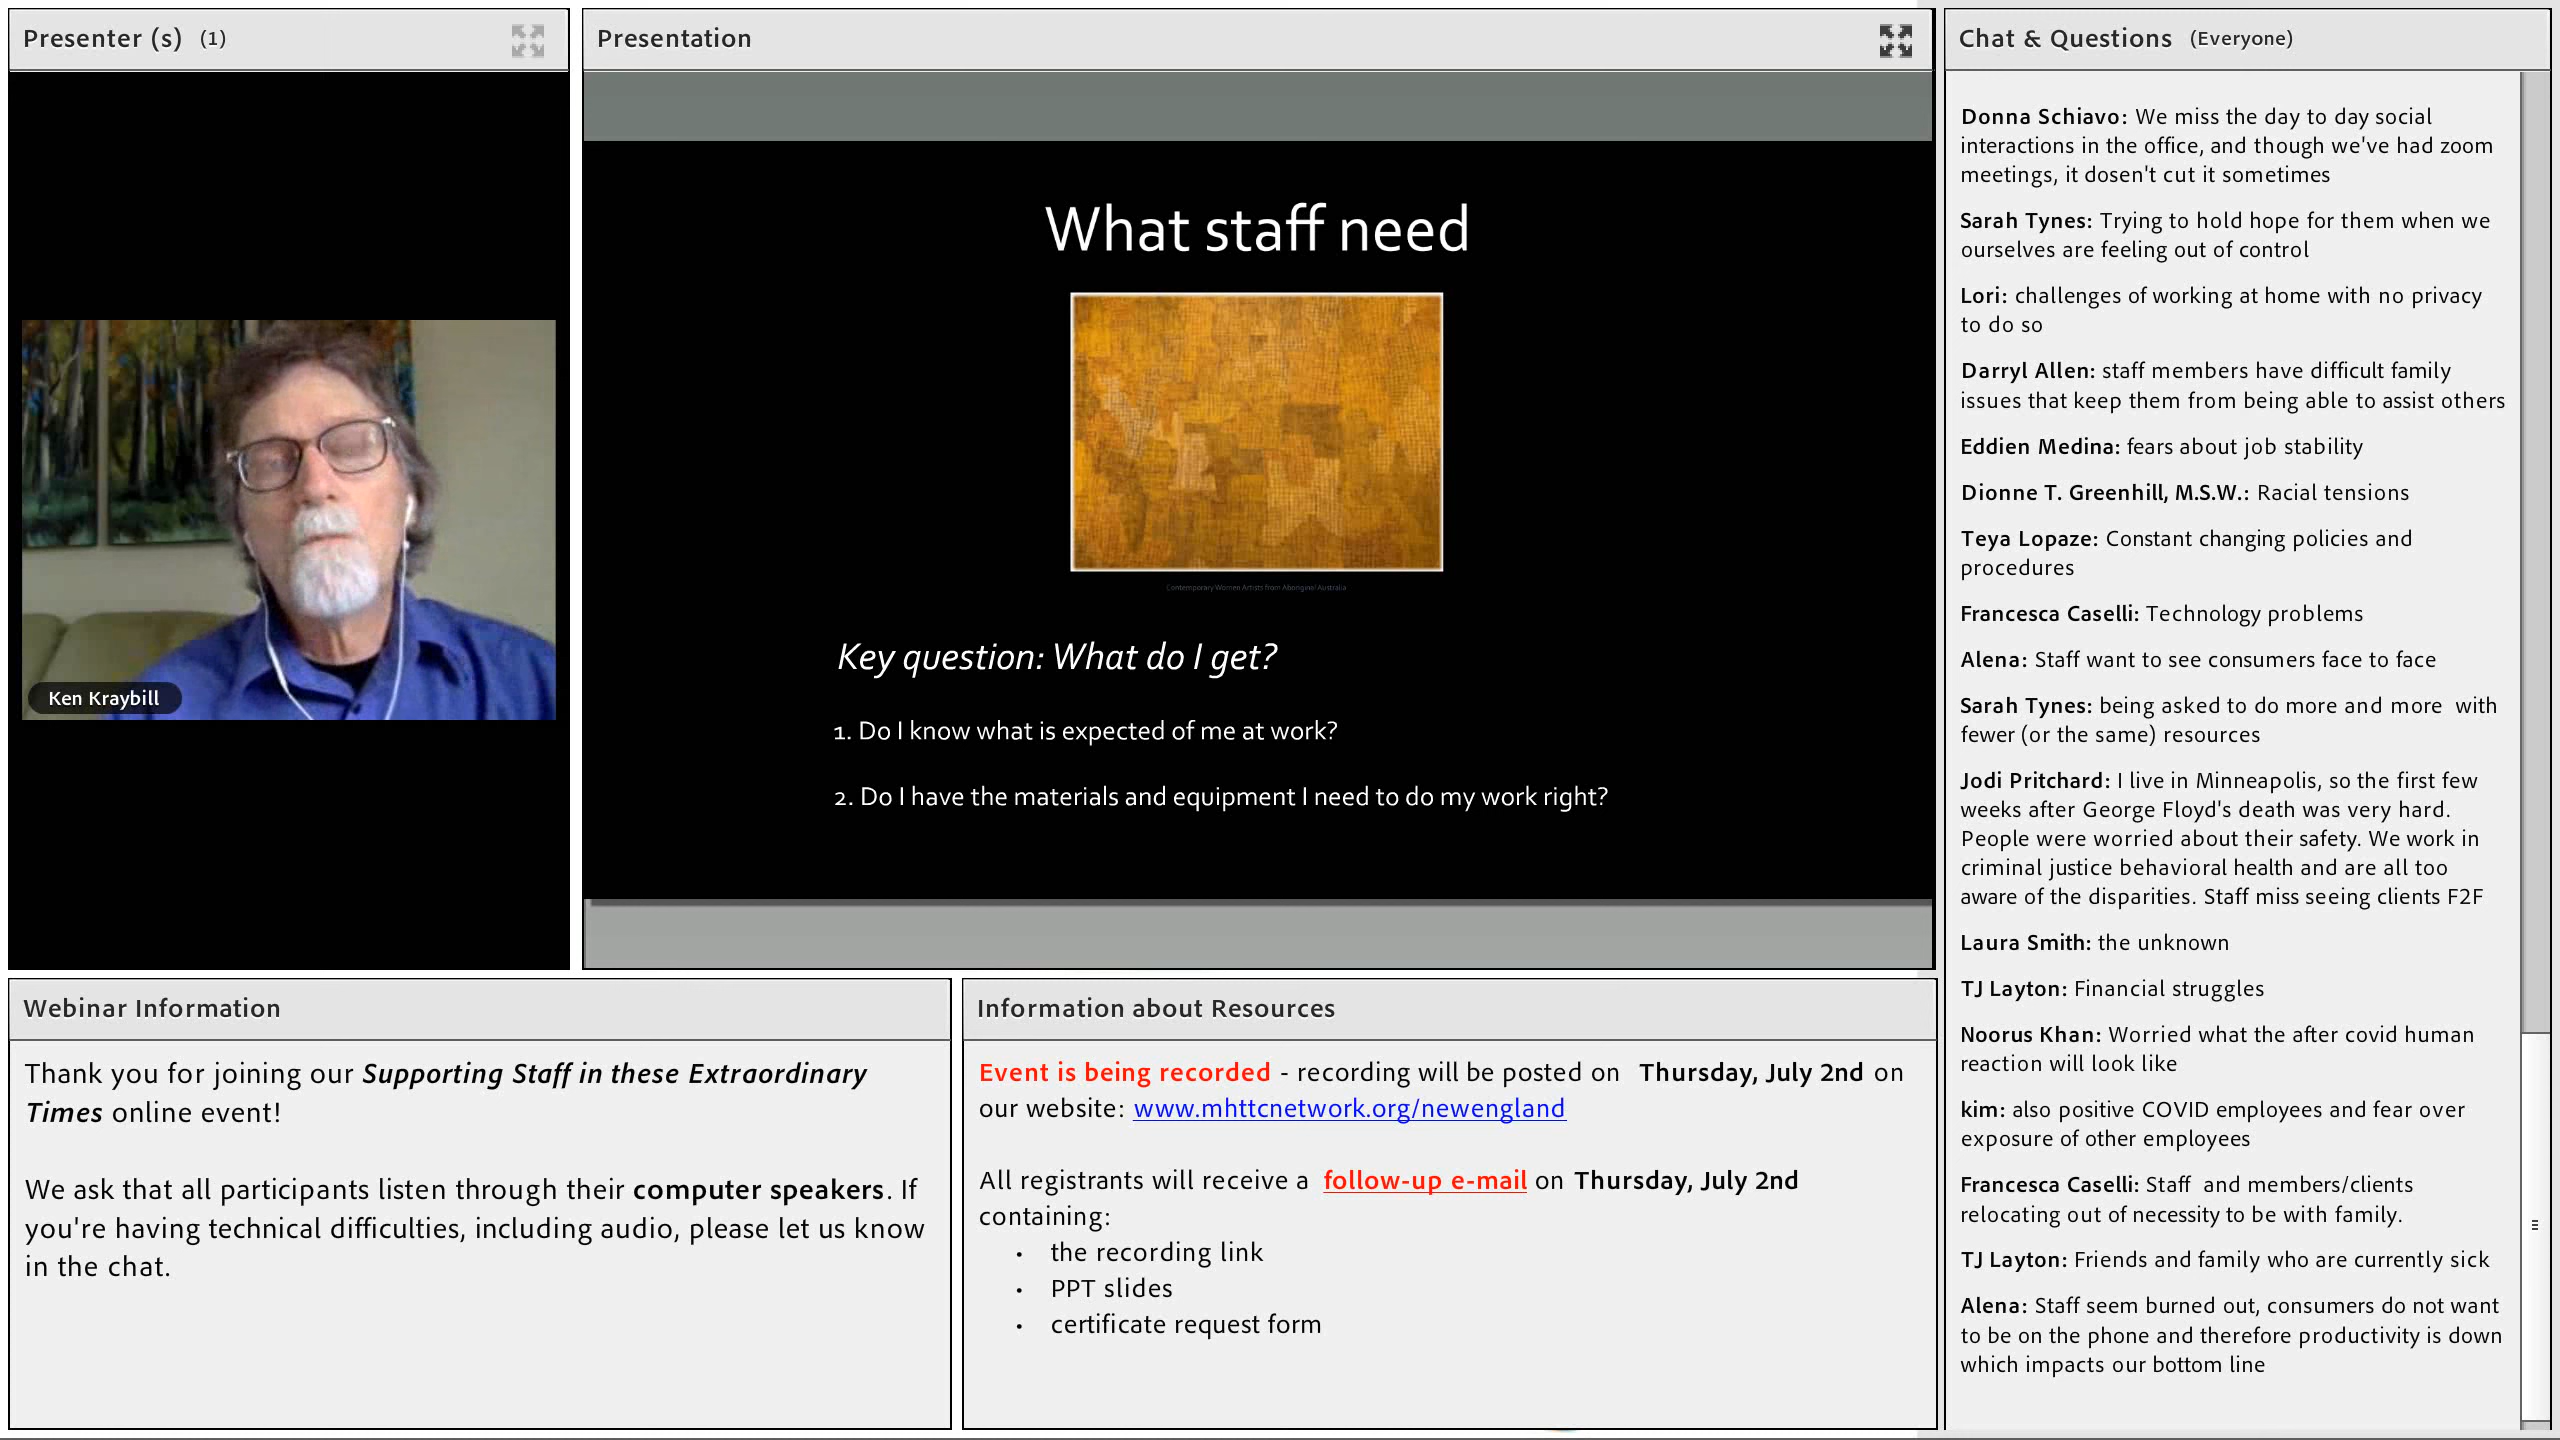 Presenter (s) (1)
Ken Kraybill
Presentation
What staff need
Contemporary Women Artists from Aboriginal Australia
Key question: What do I get?
1. Do I know what is expected of me at work?
2. Do I have the materials and equipment I need to do my work right?
Webinar Information
Thank you for joining our Supporting Staff in these Extraordinary
Times online event!
We ask that all participants listen through their computer speakers. If
you're having technical difficulties, including audio, please let us know
in the chat.
Information about Resources
Event is being recorded - recording will be posted on Thursday, July 2nd on
our website: www.mhttcnetwork.org/newengland
All registrants will receive a follow-up e-mail on Thursday, July 2nd
containing:
• the recording link
• PPT slides
• certificate request form
Chat & Questions (Everyone)
Donna Schiavo: We miss the day to day social
interactions in the office, and though we've had zoom
meetings, it dosen't cut it sometimes
Sarah Tynes: Trying to hold hope for them when we
ourselves are feeling out of control
Lori: challenges of working at home with no privacy
to do so
Darryl Allen: staff members have difficult family
issues that keep them from being able to assist others
Eddien Medina: fears about job stability
Dionne T. Greenhill, M.S.W.: Racial tensions
Teya Lopaze: Constant changing policies and
procedures
Francesca Caselli: Technology problems
Alena: Staff want to see consumers face to face
Sarah Tynes: being asked to do more and more with
fewer (or the same) resources
Jodi Pritchard: I live in Minneapolis, so the first few
weeks after George Floyd's death was very hard.
People were worried about their safety. We work in
criminal justice behavioral health and are all too
aware of the disparities. Staff miss seeing clients F2F
Laura Smith: the unknown
TJ Layton: Financial struggles
Noorus Khan: Worried what the after covid human
reaction will look like
kim: also positive COVID employees and fear over
exposure of other employees
Francesca Caselli: Staff and members/clients
relocating out of necessity to be with family.
TJ Layton: Friends and family who are currently sick
Alena: Staff seem burned out, consumers do not want
to be on the phone and therefore productivity is down
which impacts our bottom line